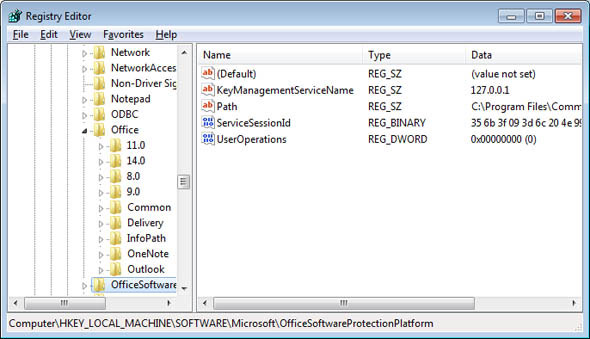 Registry Editor
File Edit View Favorites Help
Network
NetworkAcces
Non-Driver Sig
Notepad
ODBC
Office
11.0
14.0
8.0
9.0
Common
Delivery
InfoPath
OneNote
Outlook
OfficeSoftware
Name Type Data
(Default) REG_SZ (value not set)
KeyManagementServiceName REG_SZ 127.0.0.1
Path REG_SZ C:\Program Files\Comm
ServiceSessionId REG_BINARY 35 6b 3f 09 3d 6c 20 4e 99
UserOperations REG_DWORD 0x00000000 (0)
Computer\HKEY_LOCAL_MACHINE\SOFTWARE\Microsoft\OfficeSoftwareProtectionPlatform